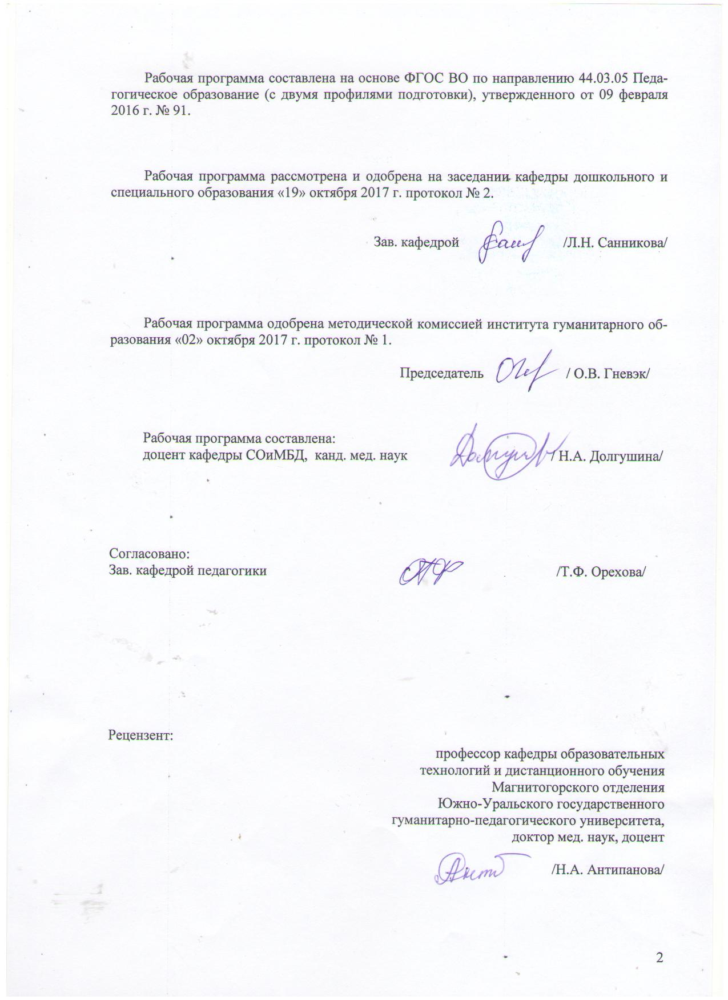 Рабочая программа составлена на основе ФГОС ВО по направлению 44.03.05 Педа-
гогическое образование (с двумя профилями подготовки), утвержденного от 09 февраля
2016 г. № 91.
Рабочая программа рассмотрена и одобрена на заседании кафедры дошкольного и
специального образования «19» октября 2017 г. протокол № 2.
Зав. кафедрой /Л.Н. Санникова/
Рабочая программа одобрена методической комиссией института гуманитарного об-
разования «02» октября 2017 г. протокол № 1.
Председатель / О.В. Гневэк/
Рабочая программа составлена:
доцент кафедры СОиМБД, канд. мед. наук / Н.А. Долгушина/
Согласовано:
Зав. кафедрой педагогики /Т.Ф. Орехова/
Рецензент:
профессор кафедры образовательных
технологий и дистанционного обучения
Магнитогорского отделения
Южно-Уральского государственного
гуманитарно-педагогического университета,
доктор мед. наук, доцент
/Н.А. Антипанова/
2